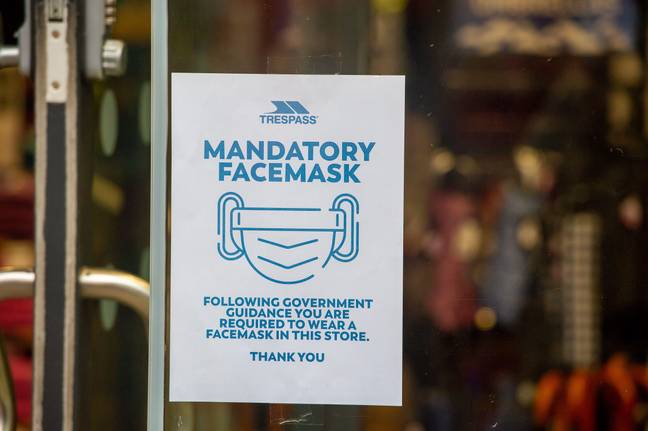 TRESPASS
MANDATORY
FACEMASK
FOLLOWING GOVERNMENT
GUIDANCE YOU ARE
REQUIRED TO WEAR A
FACEMASK IN THIS STORE.
THANK YOU